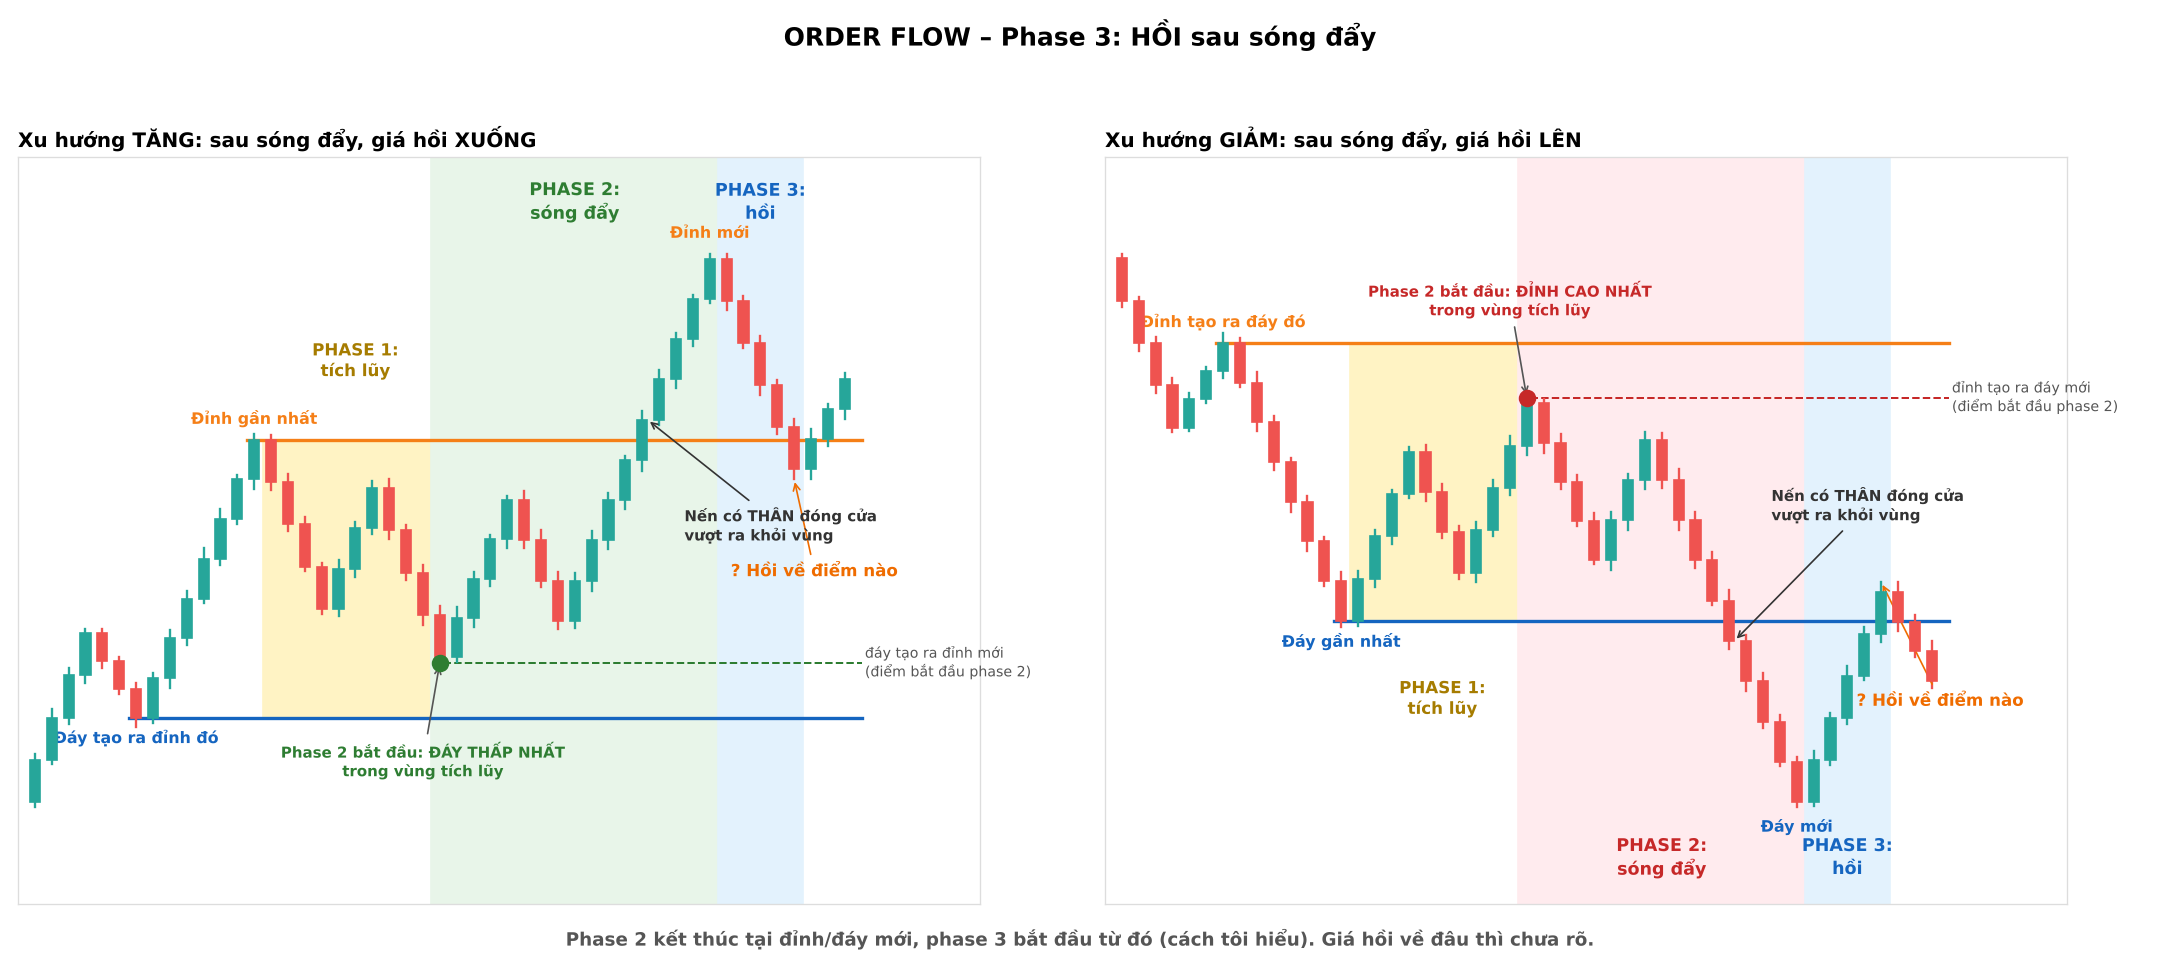 ORDER FLOW – Phase 3: HỒI sau sóng đẩy
Xu hướng TĂNG: sau sóng đẩy, giá hồi XUỐNG
PHASE 2:
sóng đẩy
PHASE 3:
hồi
Đỉnh mới
PHASE 1:
tích lũy
Đỉnh gần nhất
Nến có THÂN đóng cửa
vượt ra khỏi vùng
? Hồi về điểm nào
đáy tạo ra đỉnh mới
(điểm bắt đầu phase 2)
Đáy tạo ra đỉnh đó
Phase 2 bắt đầu: ĐÁY THẤP NHẤT
trong vùng tích lũy
Xu hướng GIẢM: sau sóng đẩy, giá hồi LÊN
Phase 2 bắt đầu: ĐỈNH CAO NHẤT
trong vùng tích lũy
Đỉnh tạo ra đáy đó
đỉnh tạo ra đáy mới
(điểm bắt đầu phase 2)
Nến có THÂN đóng cửa
vượt ra khỏi vùng
Đáy gần nhất
PHASE 1:
tích lũy
? Hồi về điểm nào
Đáy mới
PHASE 2:
sóng đẩy
PHASE 3:
hồi
Phase 2 kết thúc tại đỉnh/đáy mới, phase 3 bắt đầu từ đó (cách tôi hiểu). Giá hồi về đâu thì chưa rõ.